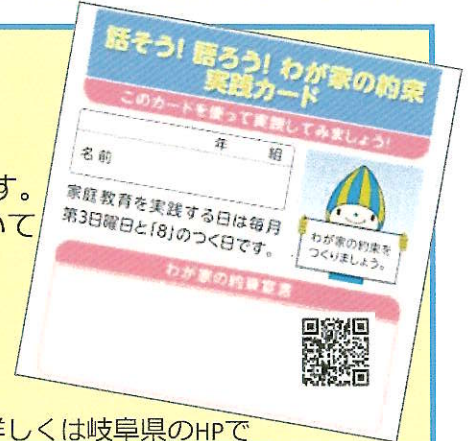 話そう! 語ろう! わが家の約束
実践カード
このカードを使って実践してみましょう!
年 組
名前
家庭教育を実践する日は毎月
第3日曜日と[8]のつく日です。
わが家の約束を
つくりましょう。
わが家の約束宣言
す。
いて
詳しくは岐阜県のHPで